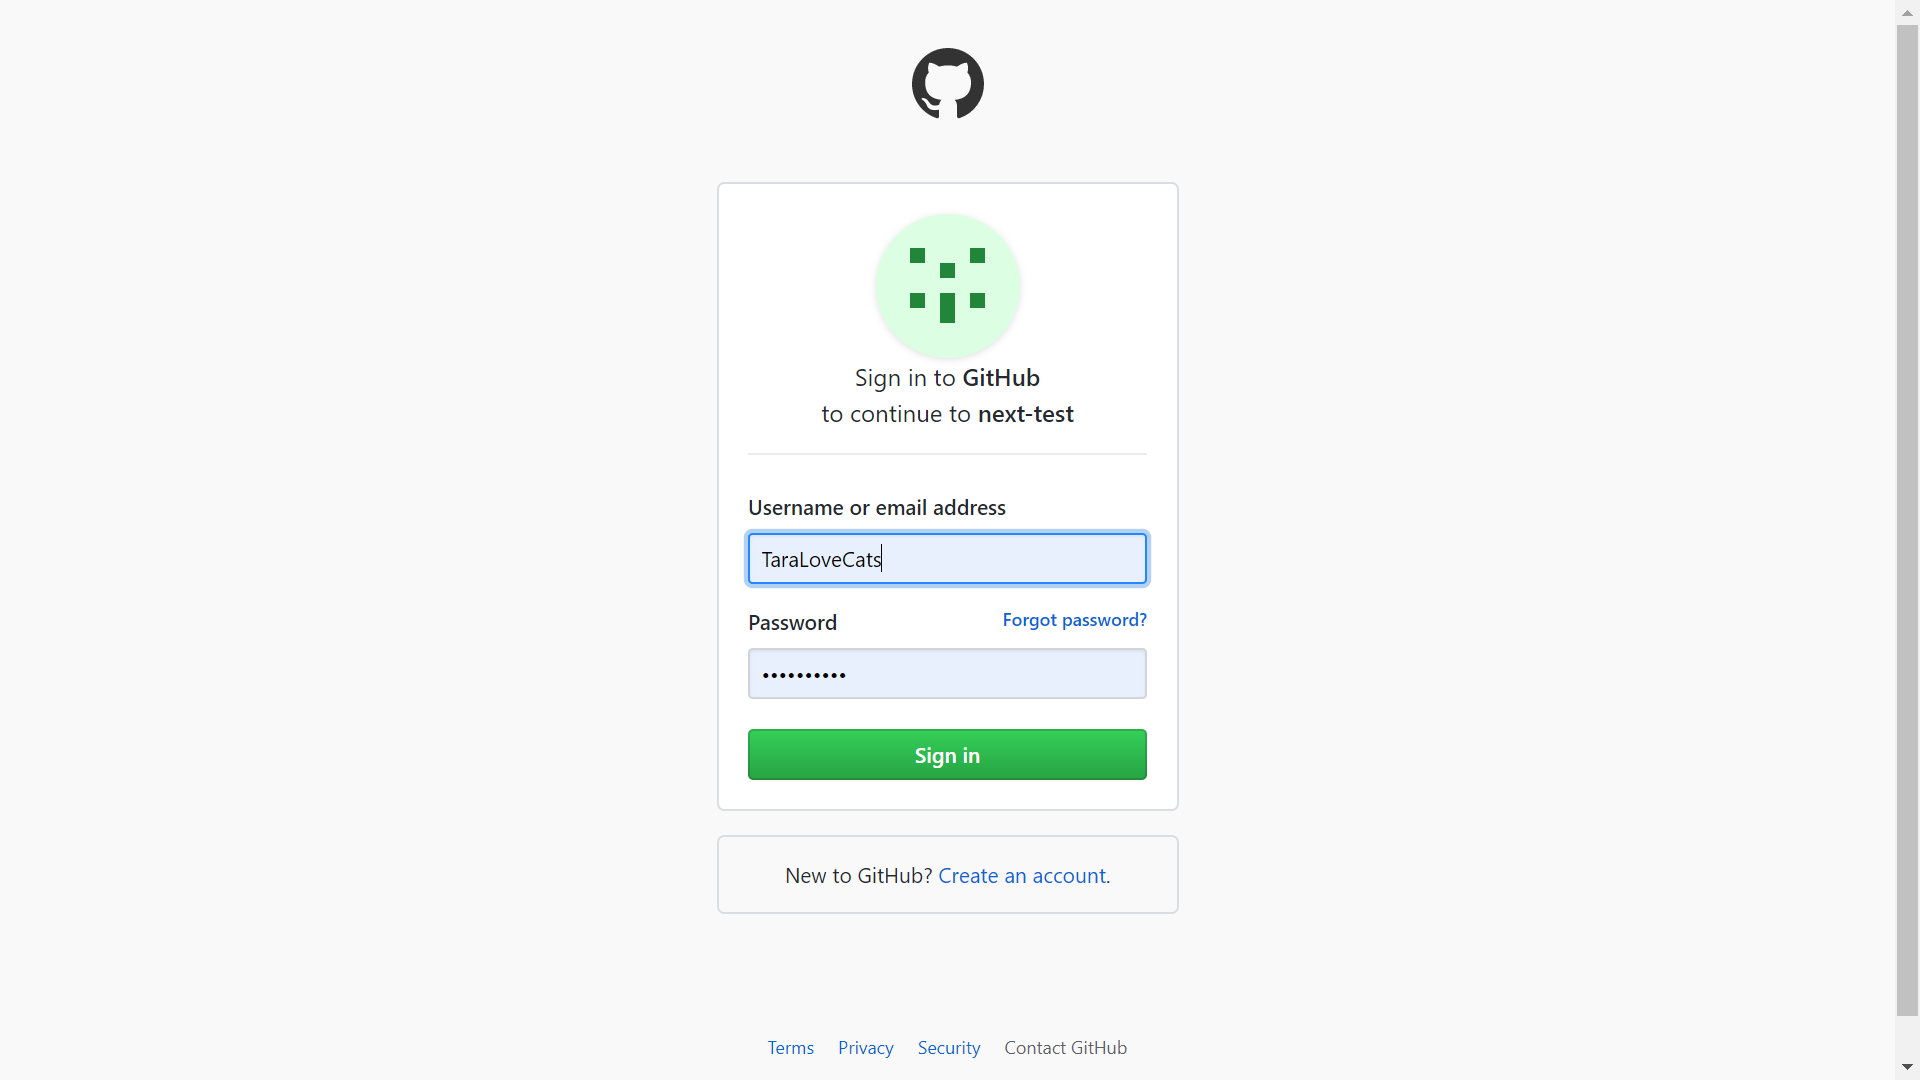 Sign in to GitHub
to continue to next-test
Username or email address
TaraLoveCats
Password Forgot password?
••••••••••
Sign in
New to GitHub? Create an account.
Terms Privacy Security Contact GitHub